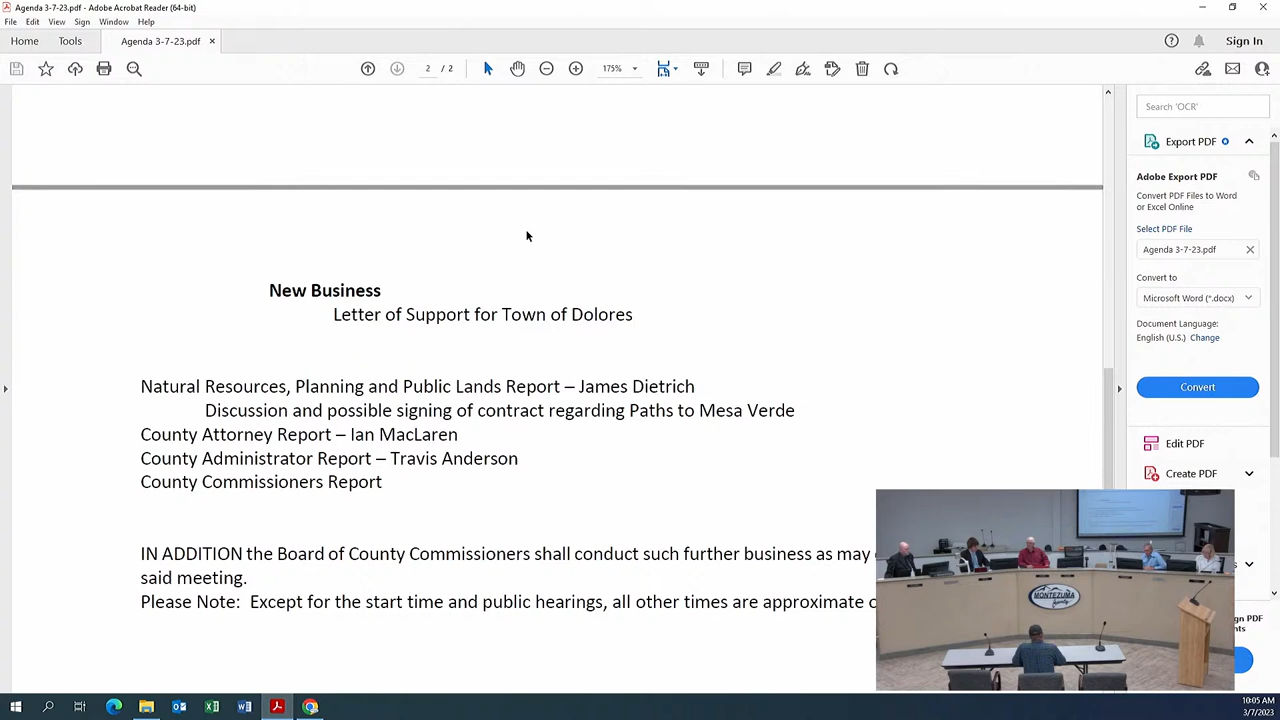 Agenda 3-7-23.pdf - Adobe Acrobat Reader (64-bit)
File Edit View Sign Window Help
Home Tools Agenda 3-7-23.pdf × Sign In
2 / 2 175%
Search 'OCR'
Export PDF
Adobe Export PDF
Convert PDF Files to Word
or Excel Online
Select PDF File
Agenda 3-7-23.pdf
Convert to
Microsoft Word (*.docx)
Document Language:
English (U.S.) Change
Convert
Edit PDF
Create PDF
New Business
Letter of Support for Town of Dolores
Natural Resources, Planning and Public Lands Report – James Dietrich
Discussion and possible signing of contract regarding Paths to Mesa Verde
County Attorney Report – Ian MacLaren
County Administrator Report – Travis Anderson
County Commissioners Report
IN ADDITION the Board of County Commissioners shall conduct such further business as may
said meeting.
Please Note: Except for the start time and public hearings, all other times are approximate
MONTEZUMA
County
10:05 AM
3/7/2023